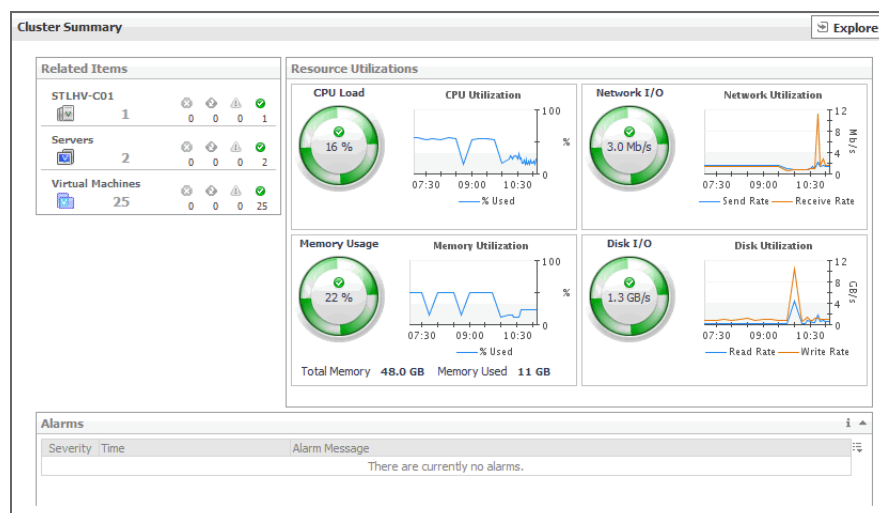 Cluster Summary
Explore
Related Items
STLHV-C01
1
0 0 0 1
Servers
2
0 0 0 2
Virtual Machines
25
0 0 0 25
Resource Utilizations
CPU Load
16 %
CPU Utilization
100
0
%
07:30 09:00 10:30
% Used
Network I/O
3.0 Mb/s
Network Utilization
12
8
4
0
Mb/s
07:30 09:00 10:30
Send Rate Receive Rate
Memory Usage
22 %
Memory Utilization
100
0
%
07:30 09:00 10:30
% Used
Total Memory 48.0 GB Memory Used 11 GB
Disk I/O
1.3 GB/s
Disk Utilization
12
8
4
0
GB/s
07:30 09:00 10:30
Read Rate Write Rate
Alarms
i
Severity Time Alarm Message
There are currently no alarms.